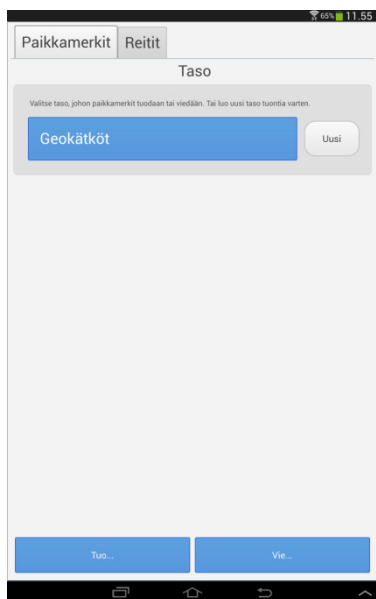 65% 11.55
Paikkamerkit Reitit
Taso
Valitse taso, johon paikkamerkit tuodaan tai viedään. Tai luo uusi taso tuontia varten.
Geokätköt Uusi
Tuo... Vie...